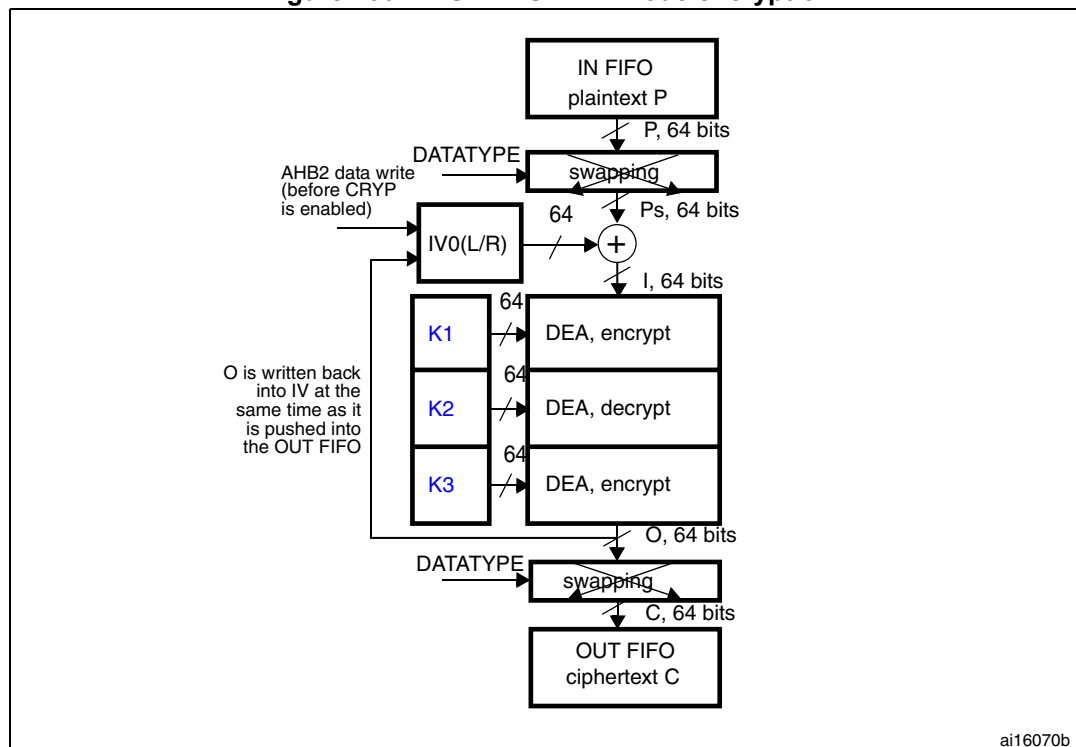 IN FIFO
plaintext P
P, 64 bits
DATATYPE
swapping
AHB2 data write
(before CRYP
is enabled)
Ps, 64 bits
64
IV0(L/R)
+
I, 64 bits
64
K1
DEA, encrypt
64
K2
DEA, decrypt
64
K3
DEA, encrypt
O is written back
into IV at the
same time as it
is pushed into
the OUT FIFO
O, 64 bits
DATATYPE
swapping
C, 64 bits
OUT FIFO
ciphertext C
ai16070b